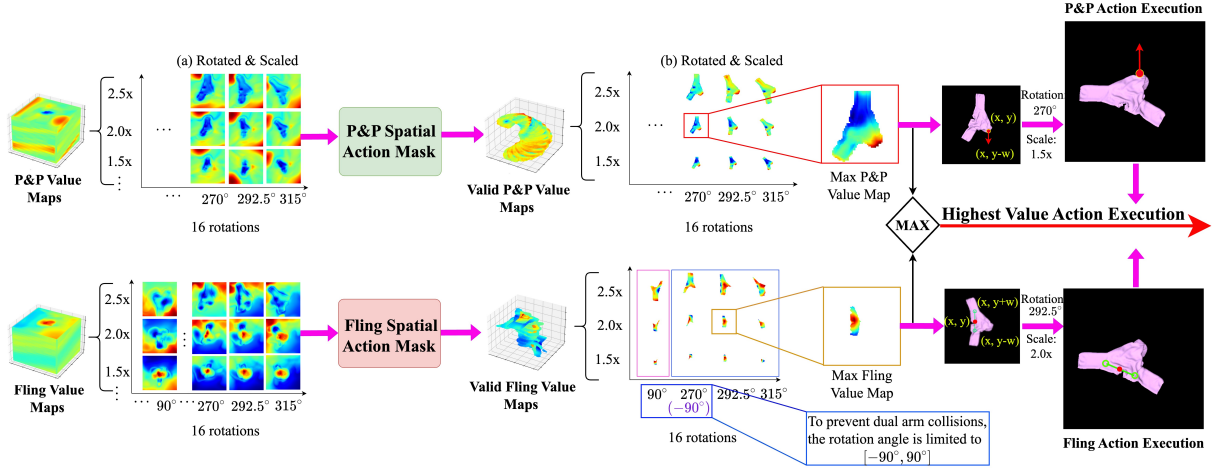 P&P Action Execution
(a) Rotated & Scaled
(b) Rotated & Scaled
2.5x
2.0x
1.5x
⋮
...
P&P Value
Maps
270° 292.5° 315°
...
16 rotations
P&P Spatial
Action Mask
Valid P&P Value
Maps
2.5x
2.0x
1.5x
...
270° 292.5° 315°
...
16 rotations
Max P&P
Value Map
(x, y)
(x, y-w)
Rotation:
270°
Scale:
1.5x
MAX
Highest Value Action Execution
2.5x
2.0x
1.5x
⋮
Fling Value
Maps
⋮
... 90° ... 270° 292.5° 315°
16 rotations
Fling Spatial
Action Mask
Valid Fling Value
Maps
2.5x
2.0x
1.5x
90° 270° 292.5° 315°
(−90°)
16 rotations
To prevent dual arm collisions,
the rotation angle is limited to
[−90°, 90°]
Max Fling
Value Map
(x, y+w)
(x, y)
(x, y-w)
Rotation:
292.5°
Scale:
2.0x
Fling Action Execution